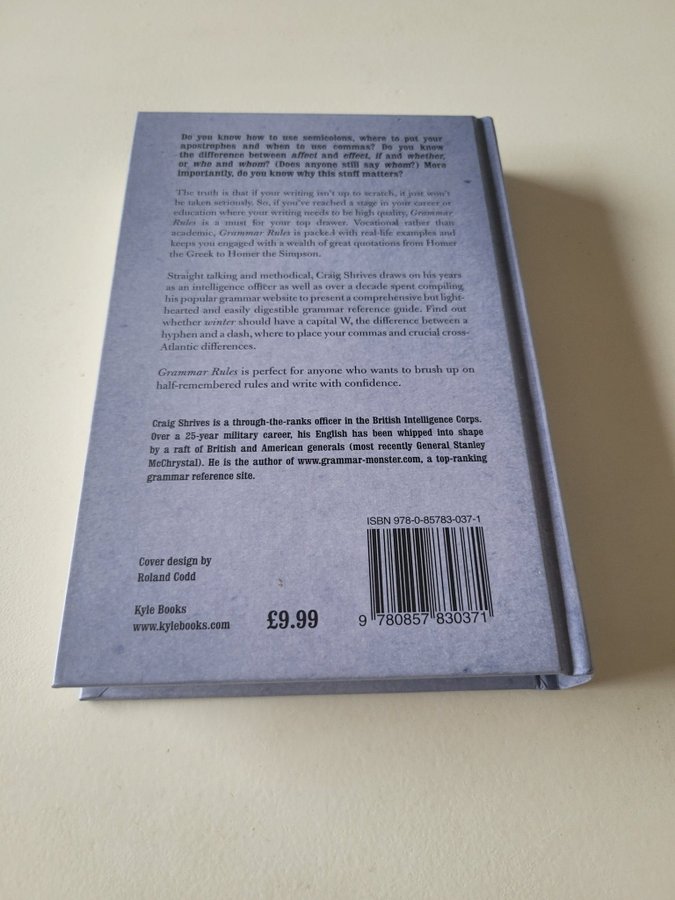 Do you know how to use semicolons, where to put your
apostrophes and when to use commas? Do you know
the difference between affect and effect, if and whether,
or who and whom? (Does anyone still say whom?) More
importantly, do you know why this stuff matters?
The truth is that if your writing isn't up to scratch, it just won't
be taken seriously. So, if you've reached a stage in your career or
education where your writing needs to be high quality, Grammar
Rules is a must for your top drawer. Vocational rather than
academic, Grammar Rules is packed with real-life examples and
keeps you engaged with a wealth of great quotations from Homer
the Greek to Homer the Simpson.
Straight talking and methodical, Craig Shrives draws on his years
as an intelligence officer as well as over a decade spent compiling
his popular grammar website to present a comprehensive but light-
hearted and easily digestible grammar reference guide. Find out
whether winter should have a capital W, the difference between a
hyphen and a dash, where to place your commas and crucial cross-
Atlantic differences.
Grammar Rules is perfect for anyone who wants to brush up on
half-remembered rules and write with confidence.
Craig Shrives is a through-the-ranks officer in the British Intelligence Corps.
Over a 25-year military career, his English has been whipped into shape
by a raft of British and American generals (most recently General Stanley
McChrystal). He is the author of www.grammar-monster.com, a top-ranking
grammar reference site.
ISBN 978-0-85783-037-1
9 780857 830371
Cover design by
Roland Codd
Kyle Books
www.kylebooks.com
£9.99